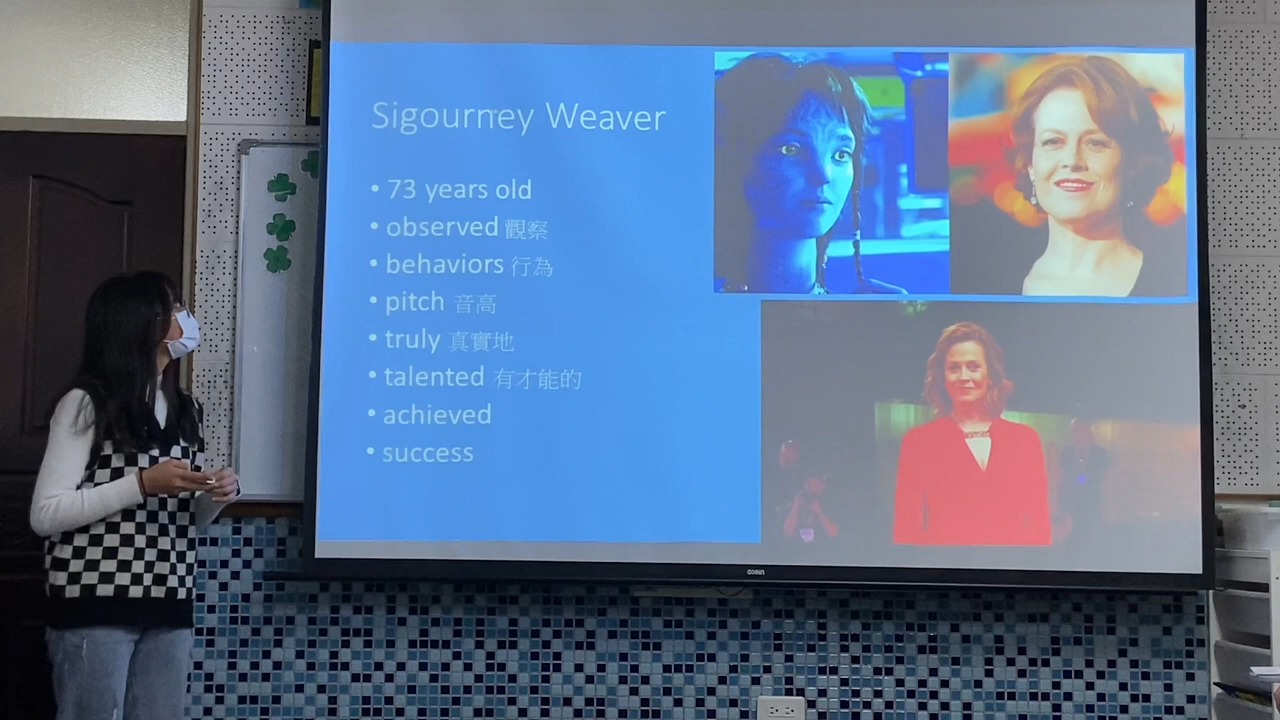 Sigourney Weaver
• 73 years old
• observed 觀察
• behaviors 行為
• pitch 音高
• truly 真實地
• talented 有才能的
• achieved
• success